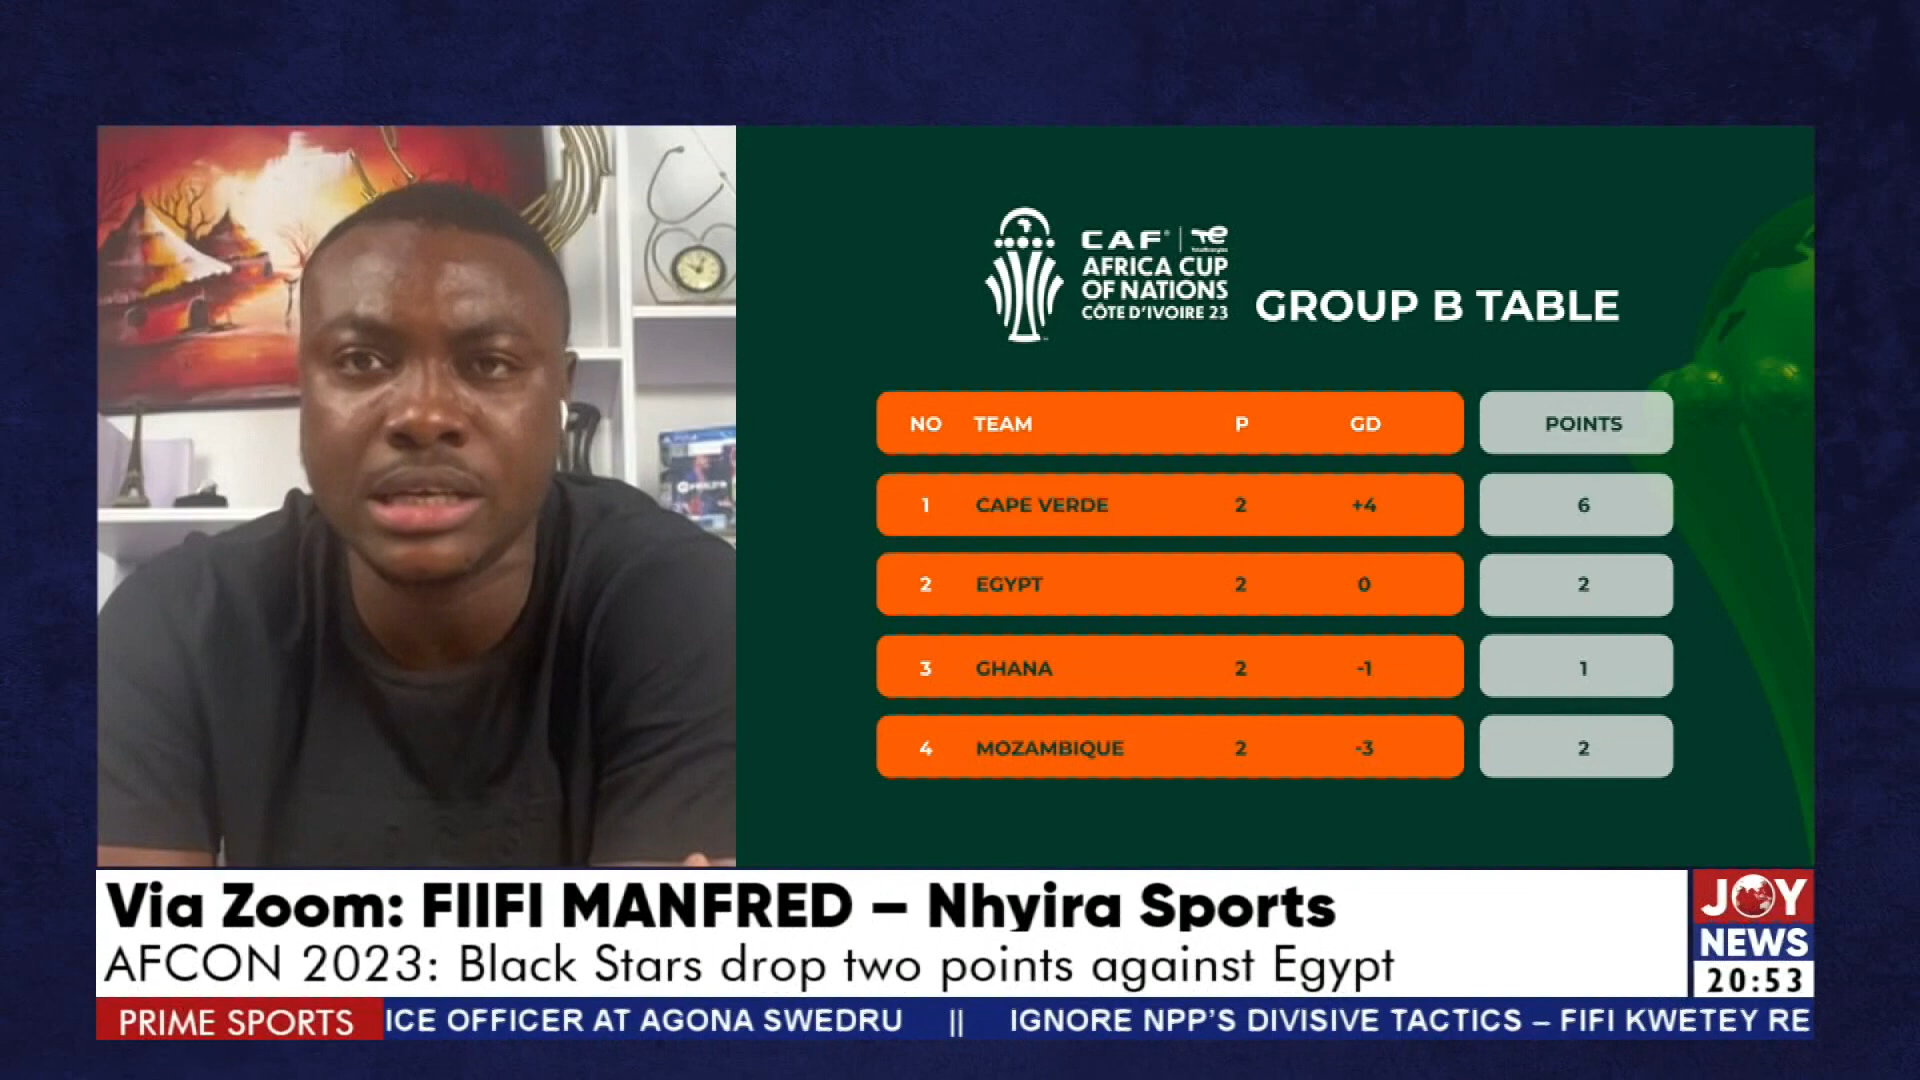 CAF
TotalEnergies
AFRICA CUP
OF NATIONS
CÔTE D'IVOIRE 23
GROUP B TABLE
NO TEAM P GD POINTS
1 CAPE VERDE 2 +4 6
2 EGYPT 2 0 2
3 GHANA 2 -1 1
4 MOZAMBIQUE 2 -3 2
Via Zoom: FIIFI MANFRED – Nhyira Sports
AFCON 2023: Black Stars drop two points against Egypt
JOY
NEWS
20:53
PRIME SPORTS
ICE OFFICER AT AGONA SWEDRU || IGNORE NPP'S DIVISIVE TACTICS – FIFI KWETEY RE